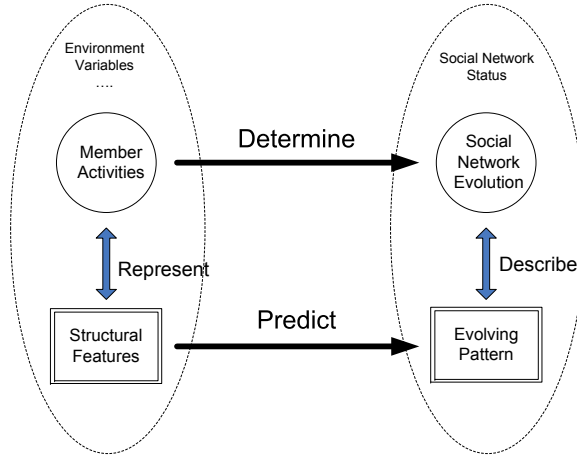 Environment
Variables
....
Member
Activities
Represent
Structural
Features
Determine
Predict
Social Network
Status
Social
Network
Evolution
Describe
Evolving
Pattern